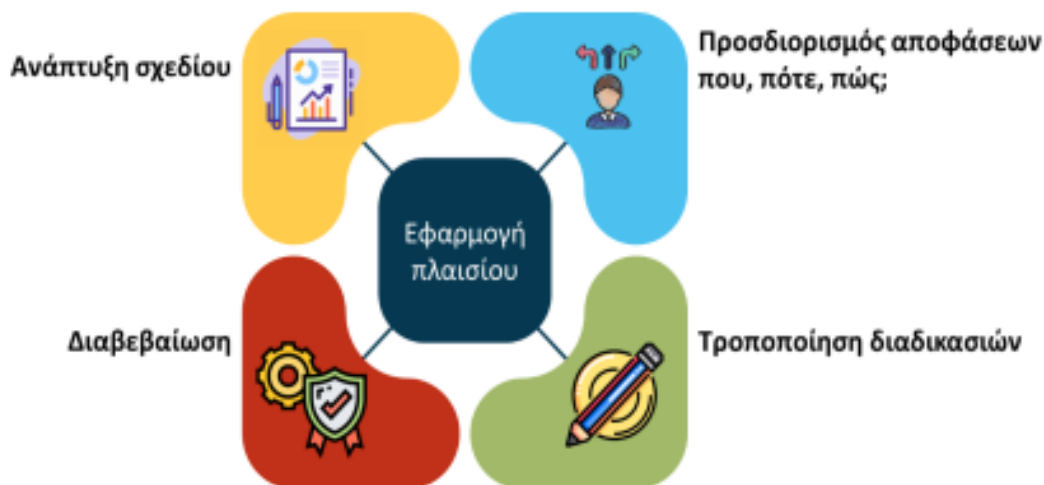 Ανάπτυξη σχεδίου
Προσδιορισμός αποφάσεων
που, πότε, πώς;
Εφαρμογή
πλαισίου
Διαβεβαίωση
Τροποποίηση διαδικασιών